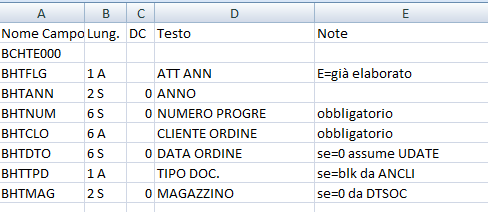 A B C D E
Nome Campo Lung. DC Testo Note
BCHTE000
BHTFLG 1 A ATT ANN E=già elaborato
BHTANN 2 S 0 ANNO
BHTNUM 6 S 0 NUMERO PROGRE obbligatorio
BHTCLO 6 A CLIENTE ORDINE obbligatorio
BHTDTO 6 S 0 DATA ORDINE se=0 assume UDATE
BHTTPD 1 A TIPO DOC. se=blk da ANCLI
BHTMAG 2 S 0 MAGAZZINO se=0 da DTSOC